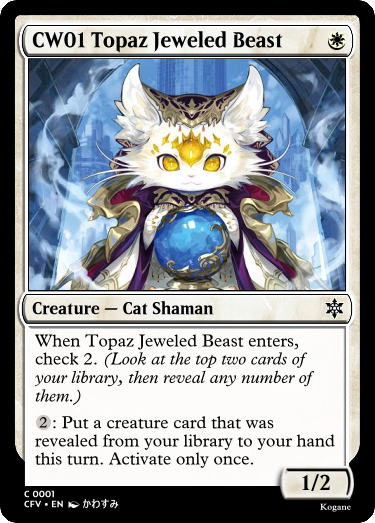 CW01 Topaz Jeweled Beast
Creature — Cat Shaman
When Topaz Jeweled Beast enters,
check 2. (Look at the top two cards of
your library, then reveal any number of
them.)
2: Put a creature card that was
revealed from your library to your hand
this turn. Activate only once.
1/2
C 0001
CFV • EN かわすみ
Kogane